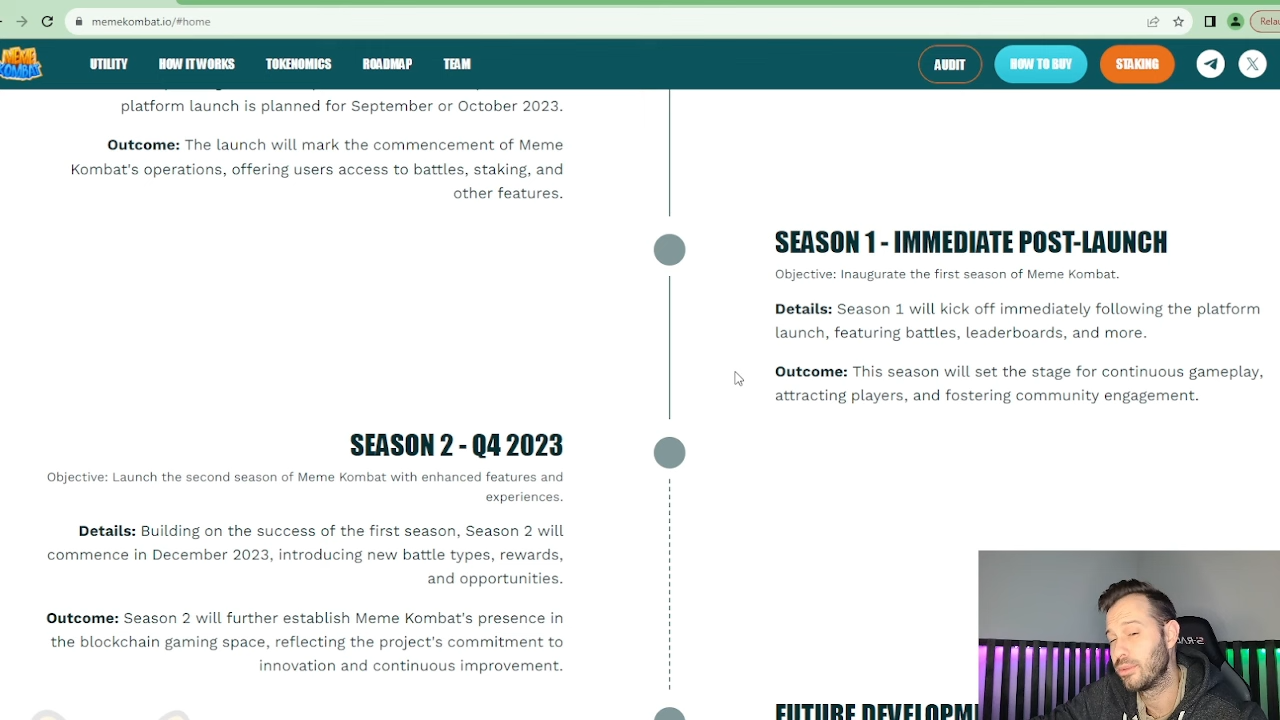 memekombat.io/#home
Relau
MEME
KOMBAT
UTILITY
HOW IT WORKS
TOKENOMICS
ROADMAP
TEAM
AUDIT
HOW TO BUY
STAKING
platform launch is planned for September or October 2023.
Outcome: The launch will mark the commencement of Meme
Kombat's operations, offering users access to battles, staking, and
other features.
SEASON 1 - IMMEDIATE POST-LAUNCH
Objective: Inaugurate the first season of Meme Kombat.
Details: Season 1 will kick off immediately following the platform
launch, featuring battles, leaderboards, and more.
Outcome: This season will set the stage for continuous gameplay,
attracting players, and fostering community engagement.
SEASON 2 - Q4 2023
Objective: Launch the second season of Meme Kombat with enhanced features and
experiences.
Details: Building on the success of the first season, Season 2 will
commence in December 2023, introducing new battle types, rewards,
and opportunities.
Outcome: Season 2 will further establish Meme Kombat's presence in
the blockchain gaming space, reflecting the project's commitment to
innovation and continuous improvement.
FUTURE DEVELOPM